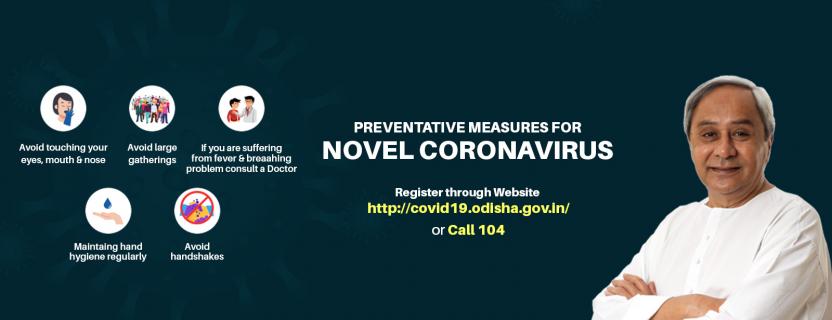 Avoid touching your
eyes, mouth & nose
Avoid large
gatherings
If you are suffering
from fever & breaahing
problem consult a Doctor
Maintaing hand
hygiene regularly
Avoid
handshakes
PREVENTATIVE MEASURES FOR
NOVEL CORONAVIRUS
Register through Website
http://covid19.odisha.gov.in/
or Call 104